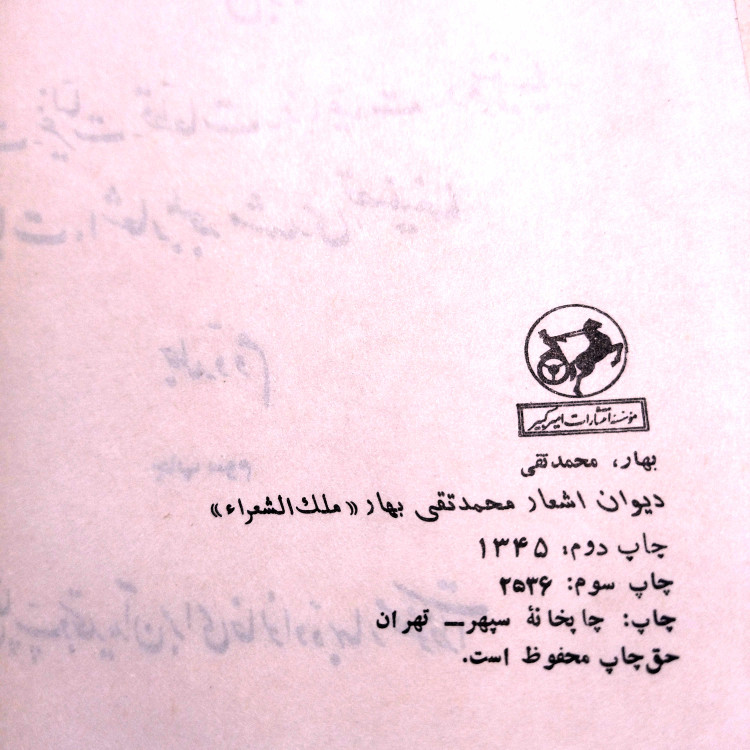 مؤسسه انتشارات امیرکبیر
بهار، محمدتقی
دیوان اشعار محمدتقی بهار «ملك‌الشعراء»
چاپ دوم: ۱۳۴۵
چاپ سوم: ۲۵۳۶
چاپ: چاپخانهٔ سپهر ـ تهران
حق چاپ محفوظ است.